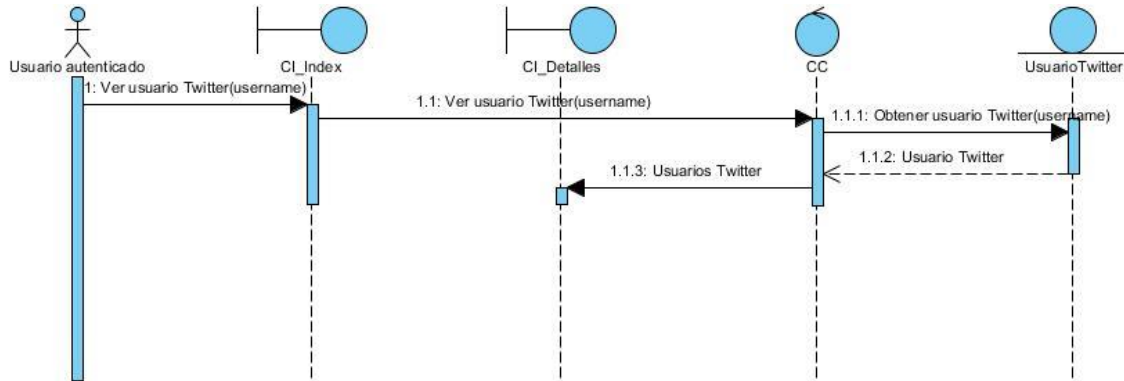 Usuario autenticado
CI_Index
CI_Detalles
CC
UsuarioTwitter
1: Ver usuario Twitter(username)
1.1: Ver usuario Twitter(username)
1.1.1: Obtener usuario Twitter(username)
1.1.2: Usuario Twitter
1.1.3: Usuarios Twitter